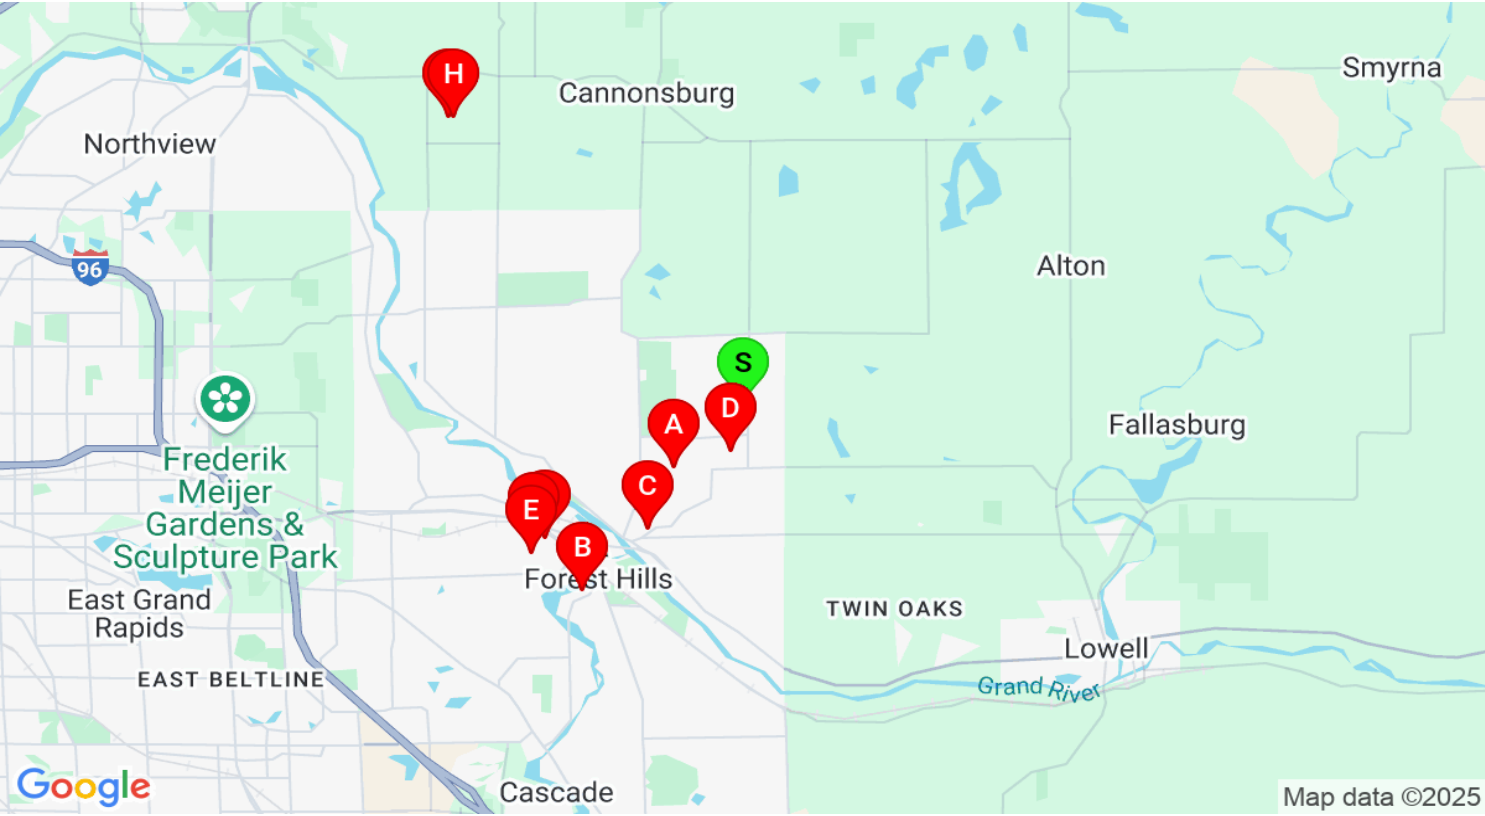 Smyrna
H
Cannonsburg
Northview
Alton
96
S
D
A
Fallasburg
Frederik
Meijer
Gardens &
Sculpture Park
C
E
B
Forest Hills
East Grand
Rapids
TWIN OAKS
Lowell
EAST BELTLINE
Grand River
Google
Cascade
Map data ©2025